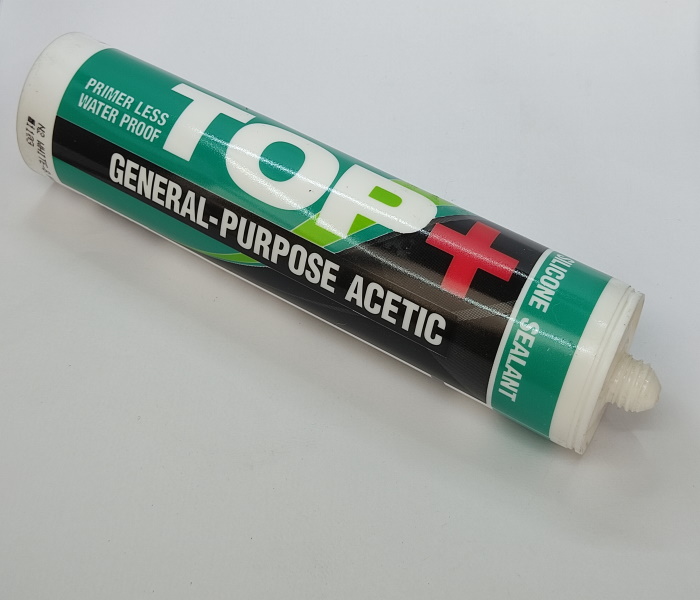 PRIMER LESS
WATER PROOF
TOP+
GENERAL-PURPOSE ACETIC
SILICONE SEALANT